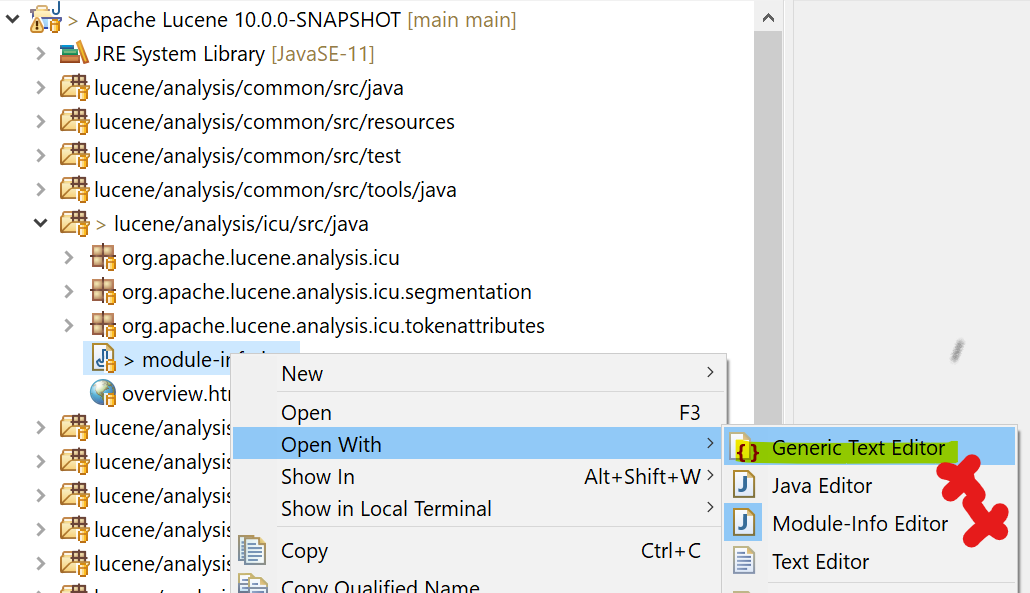 > Apache Lucene 10.0.0-SNAPSHOT [main main]
JRE System Library [JavaSE-11]
lucene/analysis/common/src/java
lucene/analysis/common/src/resources
lucene/analysis/common/src/test
lucene/analysis/common/src/tools/java
> lucene/analysis/icu/src/java
org.apache.lucene.analysis.icu
org.apache.lucene.analysis.icu.segmentation
org.apache.lucene.analysis.icu.tokenattributes
> module-inf
overview.htm
lucene/analysis
lucene/analysis
lucene/analysis
lucene/analysis
lucene/analysis
New
Open F3
Open With
Show In Alt+Shift+W
Show in Local Terminal
Copy Ctrl+C
Copy Qualified Name
Generic Text Editor
Java Editor
Module-Info Editor
Text Editor